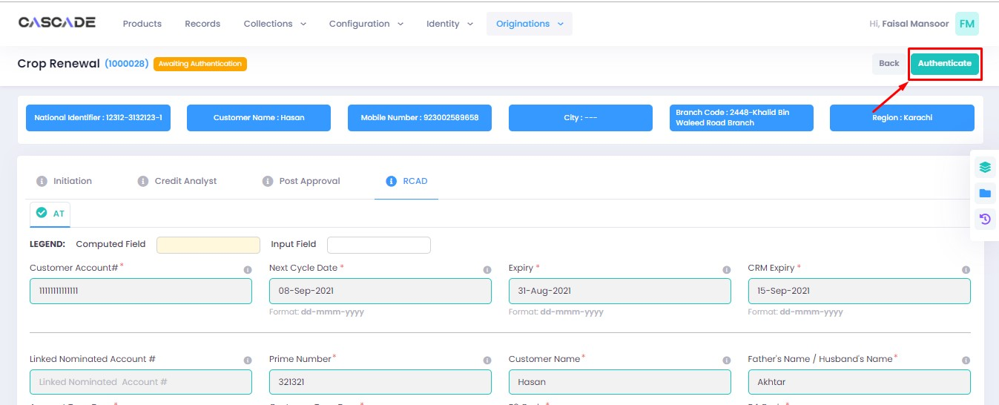 CASCADE Products Records Collections Configuration Identity Originations Hi, Faisal Mansoor FM
Crop Renewal (1000028) Awaiting Authentication Back Authenticate
National Identifier : 12312-3132123-1 Customer Name : Hasan Mobile Number : 923002589658 City : --- Branch Code : 2448-Khalid Bin Region : Karachi
Waleed Road Branch
Initiation Credit Analyst Post Approval RCAD
AT
LEGEND: Computed Field Input Field
Customer Account# * Next Cycle Date * Expiry * CRM Expiry *
11111111111111 08-Sep-2021 31-Aug-2021 15-Sep-2021
Format: dd-mmm-yyyy Format: dd-mmm-yyyy Format: dd-mmm-yyyy
Linked Nominated Account # Prime Number * Customer Name * Father's Name / Husband's Name *
Linked Nominated Account # 321321 Hasan Akhtar